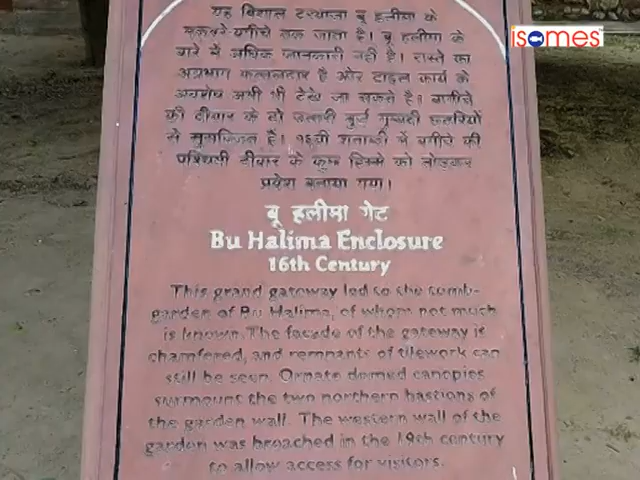 isomes
यह विशाल दरवाजा बू हलीमा के
मकबरे-बगीचे तक जाता है। बू हलीमा के
बारे में अधिक जानकारी नहीं है। रास्ते का
अग्रभाग कत्तलदार है और टाइल कार्य के
अवशेष अभी भी देखे जा सकते है। बागीचे
की दीवार के दो उत्तरी बुर्ज गुम्बदी छतरियों
से सुसज्जित हैं। १९वीं शताब्दी में बगीचे की
पश्चिमी दीवार के कुछ हिस्से को तोड़कर
प्रवेश बनाया गया।
बू हलीमा गेट
Bu Halima Enclosure
16th Century
This grand gateway led to the tomb-
garden of Bu Halima, of whom not much
is known. The facade of the gateway is
chamfered, and remnants of tilework can
still be seen. Ornate domed canopies
surmount the two northern bastions of
the garden wall. The western wall of the
garden was breached in the 19th century
to allow access for visitors.